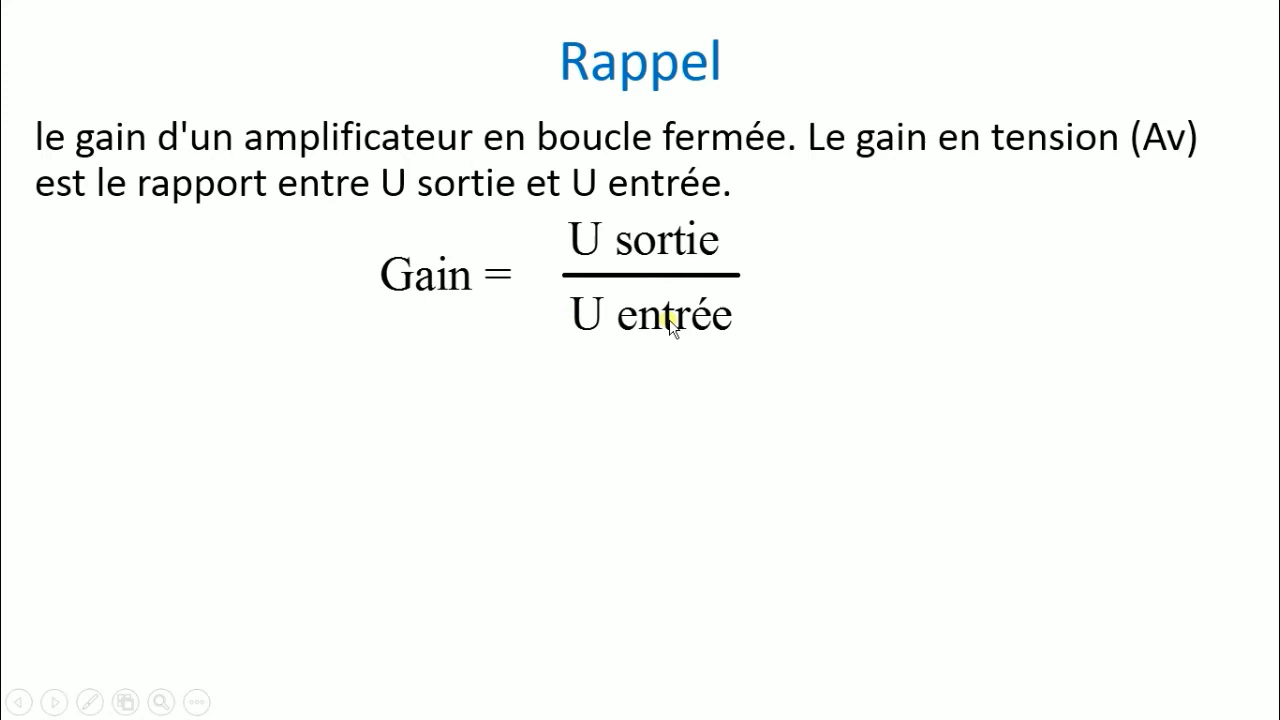 Rappel
le gain d'un amplificateur en boucle fermée. Le gain en tension (Av)
est le rapport entre U sortie et U entrée.
U sortie
Gain =
U entrée